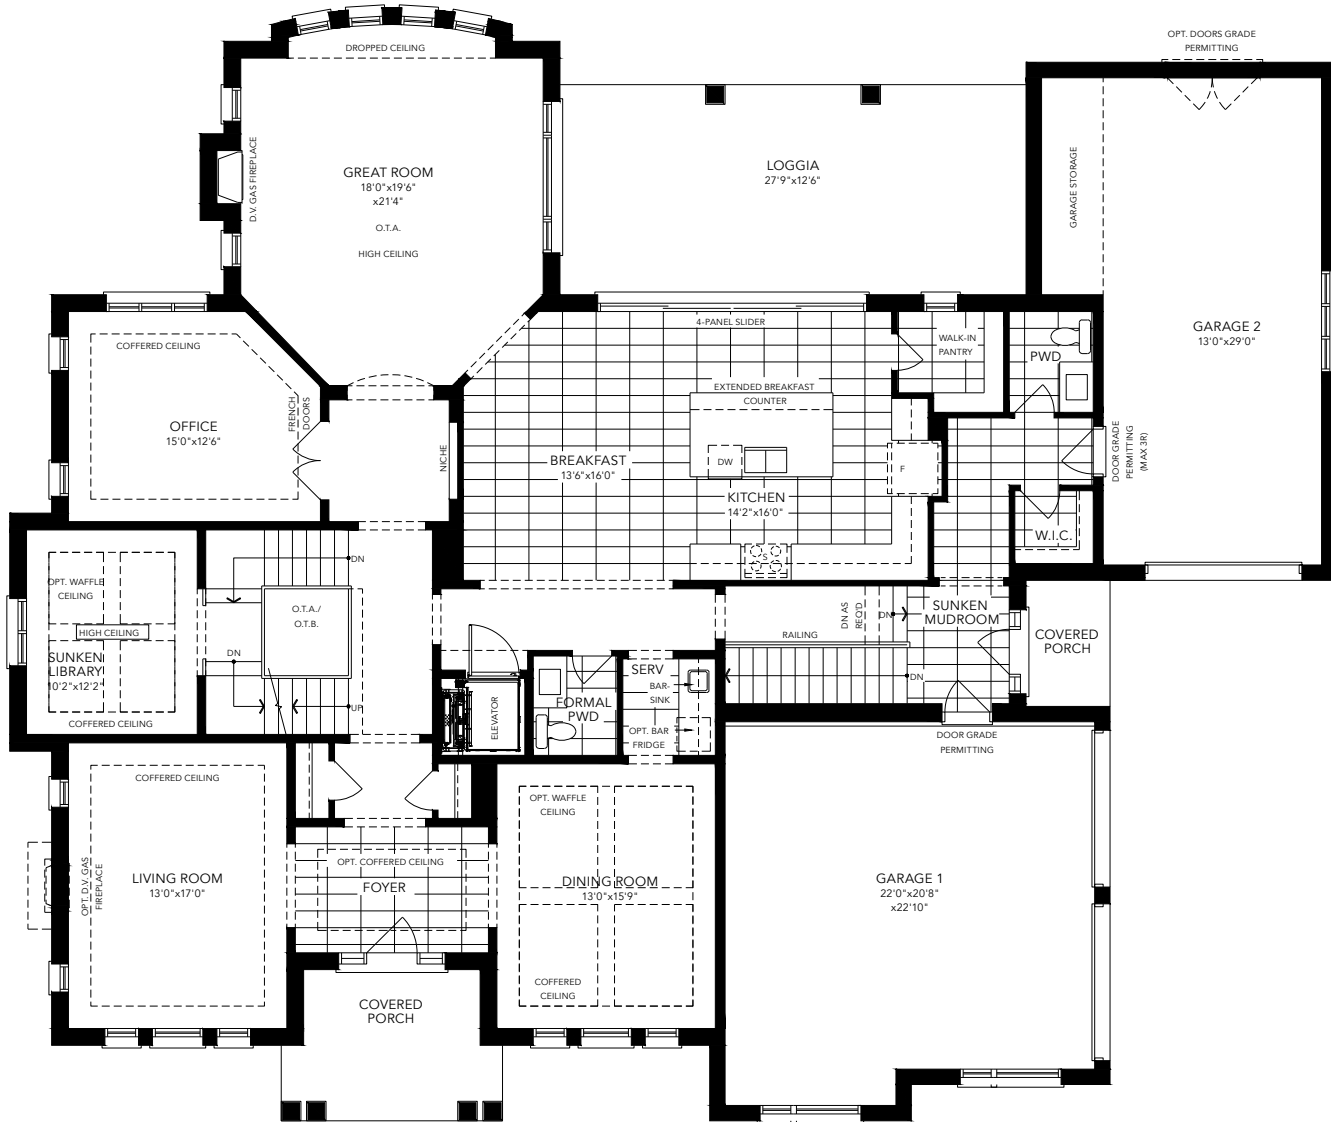 OPT. DOORS GRADE
PERMITTING
DROPPED CEILING
D.V. GAS FIREPLACE
GREAT ROOM
18'0"x19'6"
x21'4"
O.T.A.
HIGH CEILING
LOGGIA
27'9"x12'6"
GARAGE STORAGE
GARAGE 2
13'0"x29'0"
4-PANEL SLIDER
WALK-IN
PANTRY
PWD
COFFERED CEILING
OFFICE
15'0"x12'6"
FRENCH
DOORS
NICHE
EXTENDED BREAKFAST
COUNTER
DW
F
BREAKFAST
13'6"x16'0"
KITCHEN
14'2"x16'0"
S
DOOR GRADE
PERMITTING
(MAX 3R)
W.I.C.
OPT. WAFFLE
CEILING
HIGH CEILING
SUNKEN
LIBRARY
10'2"x12'2"
COFFERED CEILING
DN
O.T.A./
O.T.B.
DN
UP
ELEVATOR
FORMAL
PWD
SERV
BAR-
SINK
OPT. BAR
FRIDGE
RAILING
DN AS
REQ'D
DN
DN
SUNKEN
MUDROOM
COVERED
PORCH
DOOR GRADE
PERMITTING
COFFERED CEILING
LIVING ROOM
13'0"x17'0"
OPT. D.V. GAS
FIREPLACE
OPT. COFFERED CEILING
FOYER
OPT. WAFFLE
CEILING
DINING ROOM
13'0"x15'9"
COFFERED
CEILING
GARAGE 1
22'0"x20'8"
x22'10"
COVERED
PORCH